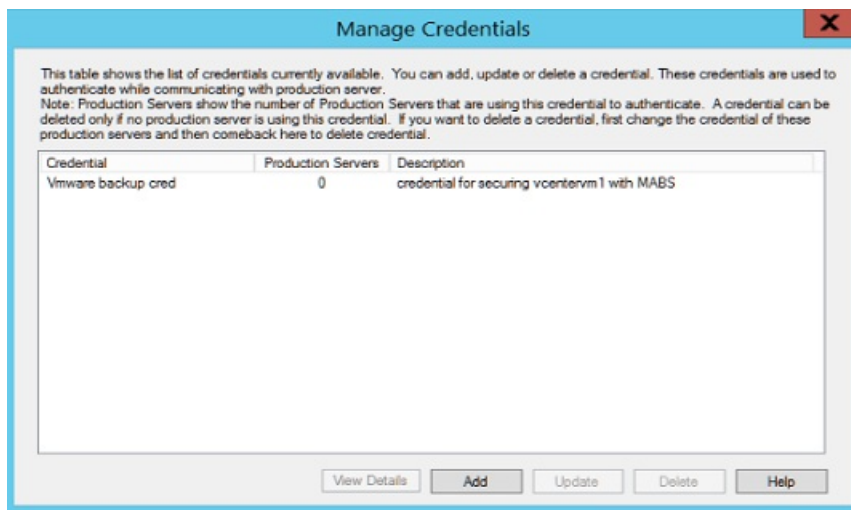 Manage Credentials
X
This table shows the list of credentials currently available. You can add, update or delete a credential. These credentials are used to
authenticate while communicating with production server.
Note: Production Servers show the number of Production Servers that are using this credential to authenticate. A credential can be
deleted only if no production server is using this credential. If you want to delete a credential, first change the credential of these
production servers and then comeback here to delete credential.
Credential Production Servers Description
Vmware backup cred 0 credential for securing vcentervm1 with MABS
View Details Add Update Delete Help